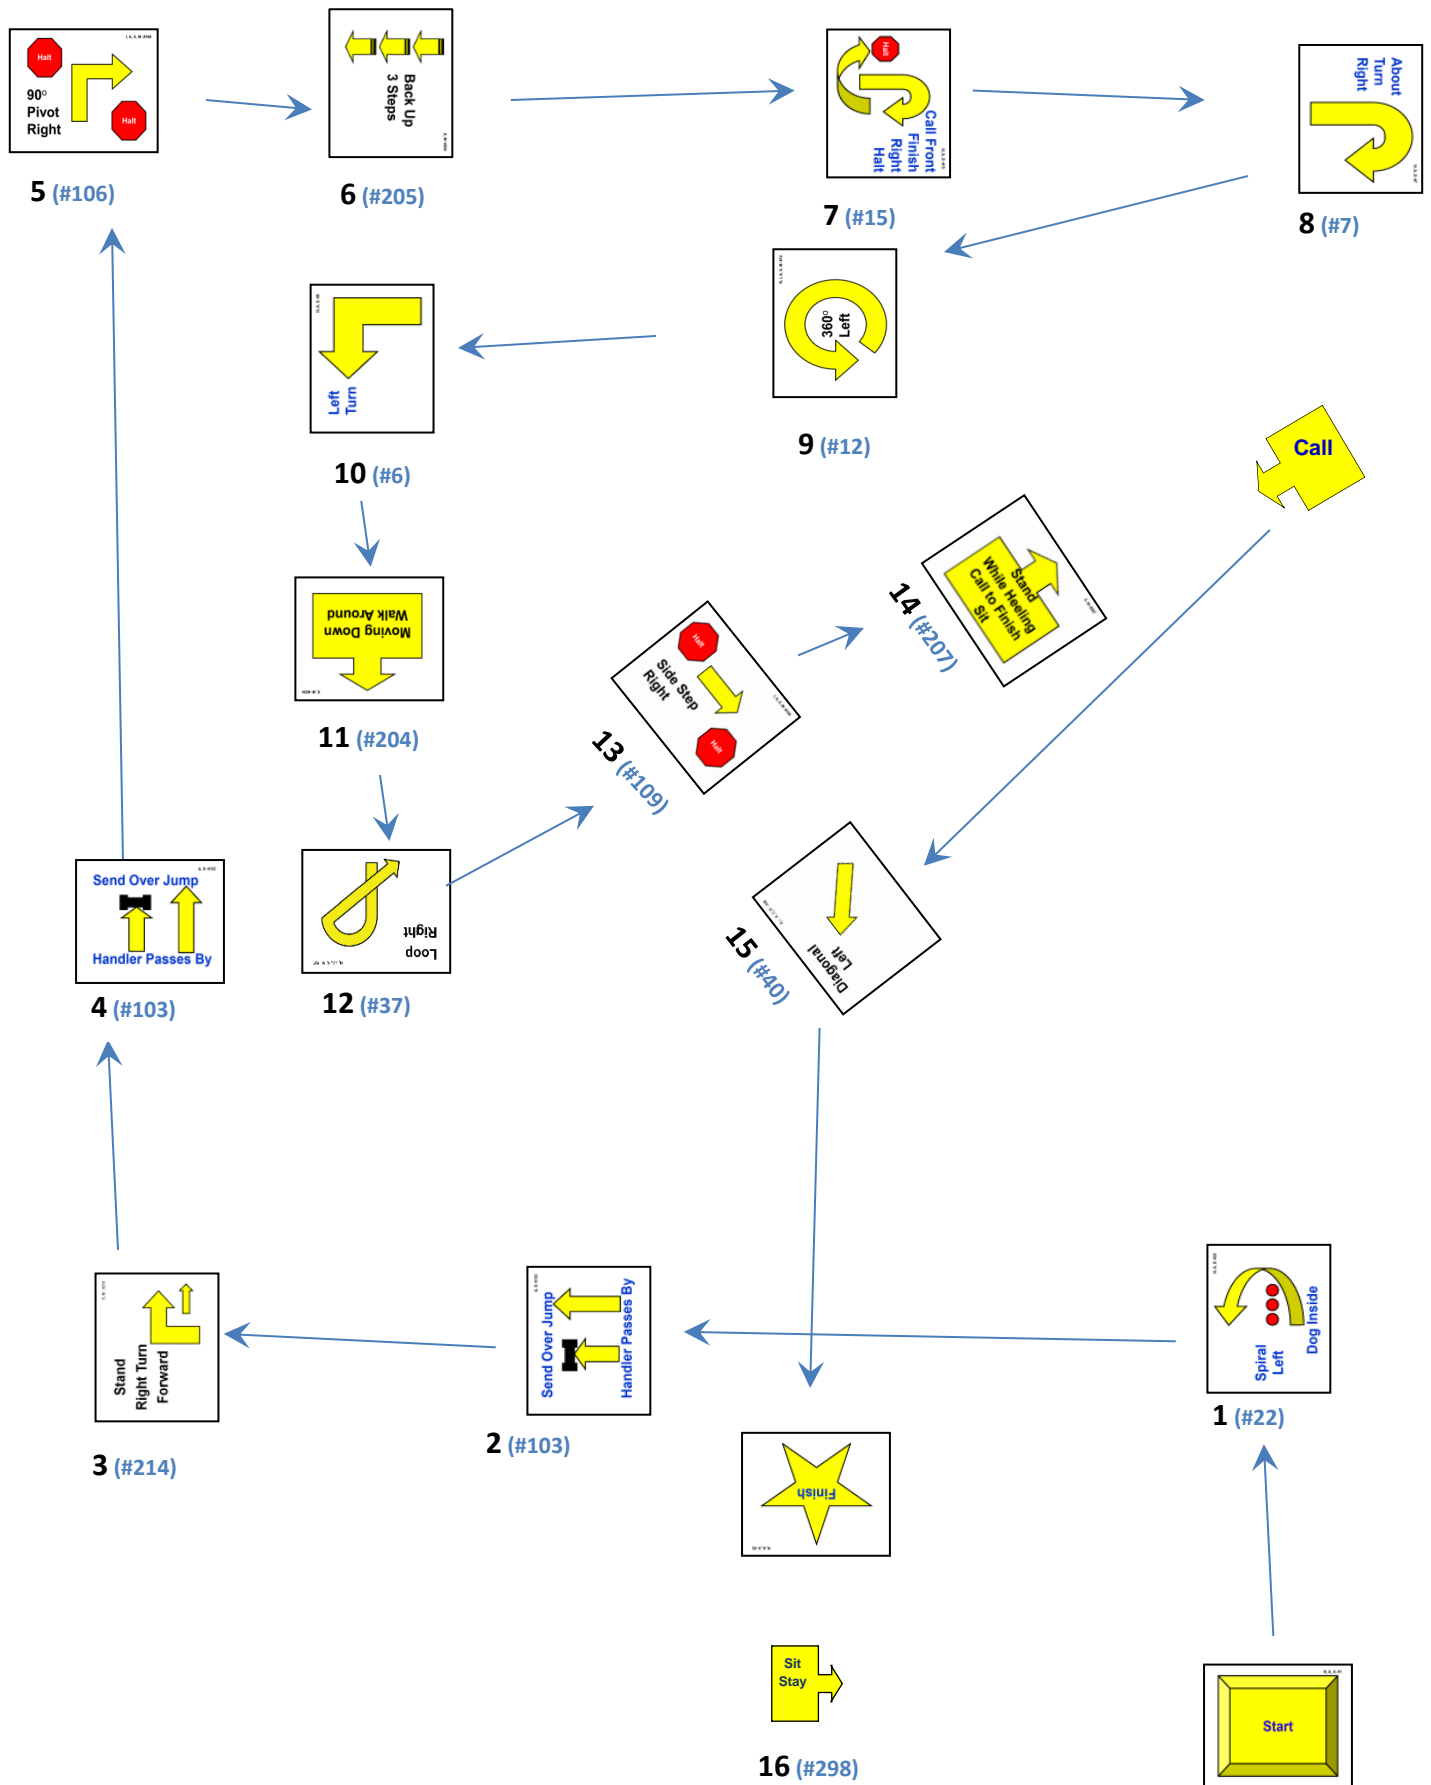 Halt
90°
Pivot
Right
Halt
5 (#106)
Back Up
3 Steps
6 (#205)
Halt
Call Front
Finish
Right
Halt
7 (#15)
About
Turn
Right
8 (#7)
360°
Left
9 (#12)
Left
Turn
10 (#6)
Call
Stand
While Heeling
Call to Finish
Sit
14 (#207)
Moving Down
Walk Around
11 (#204)
Halt
Side Step
Right
Halt
13 (#109)
Loop
Right
12 (#37)
Diagonal
Left
15 (#40)
Send Over Jump
Handler Passes By
4 (#103)
Stand
Right Turn
Forward
3 (#214)
Send Over Jump
Handler Passes By
2 (#103)
Spiral
Left
Dog Inside
1 (#22)
Finish
Sit
Stay
16 (#298)
Start